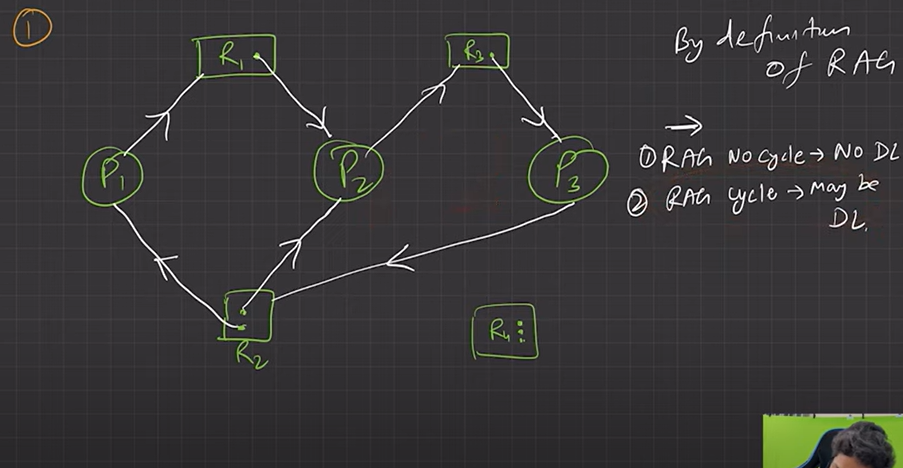 ①
R1
R3
By definition
of RAG
P1
P2
P3
① RAG No cycle → No DL
② RAG cycle → may be
DL.
R2
R4